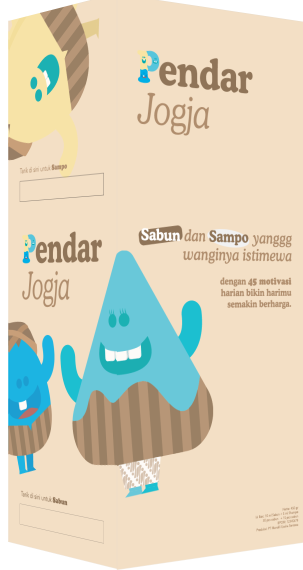 Pendar
Jogja
Tarik di sini untuk Sampo
Pendar
Jogja
Sabun dan Sampo yanggg
wanginya istimewa
dengan 45 motivasi
harian bikin harimu
semakin berharga.
Tarik di sini untuk Sabun